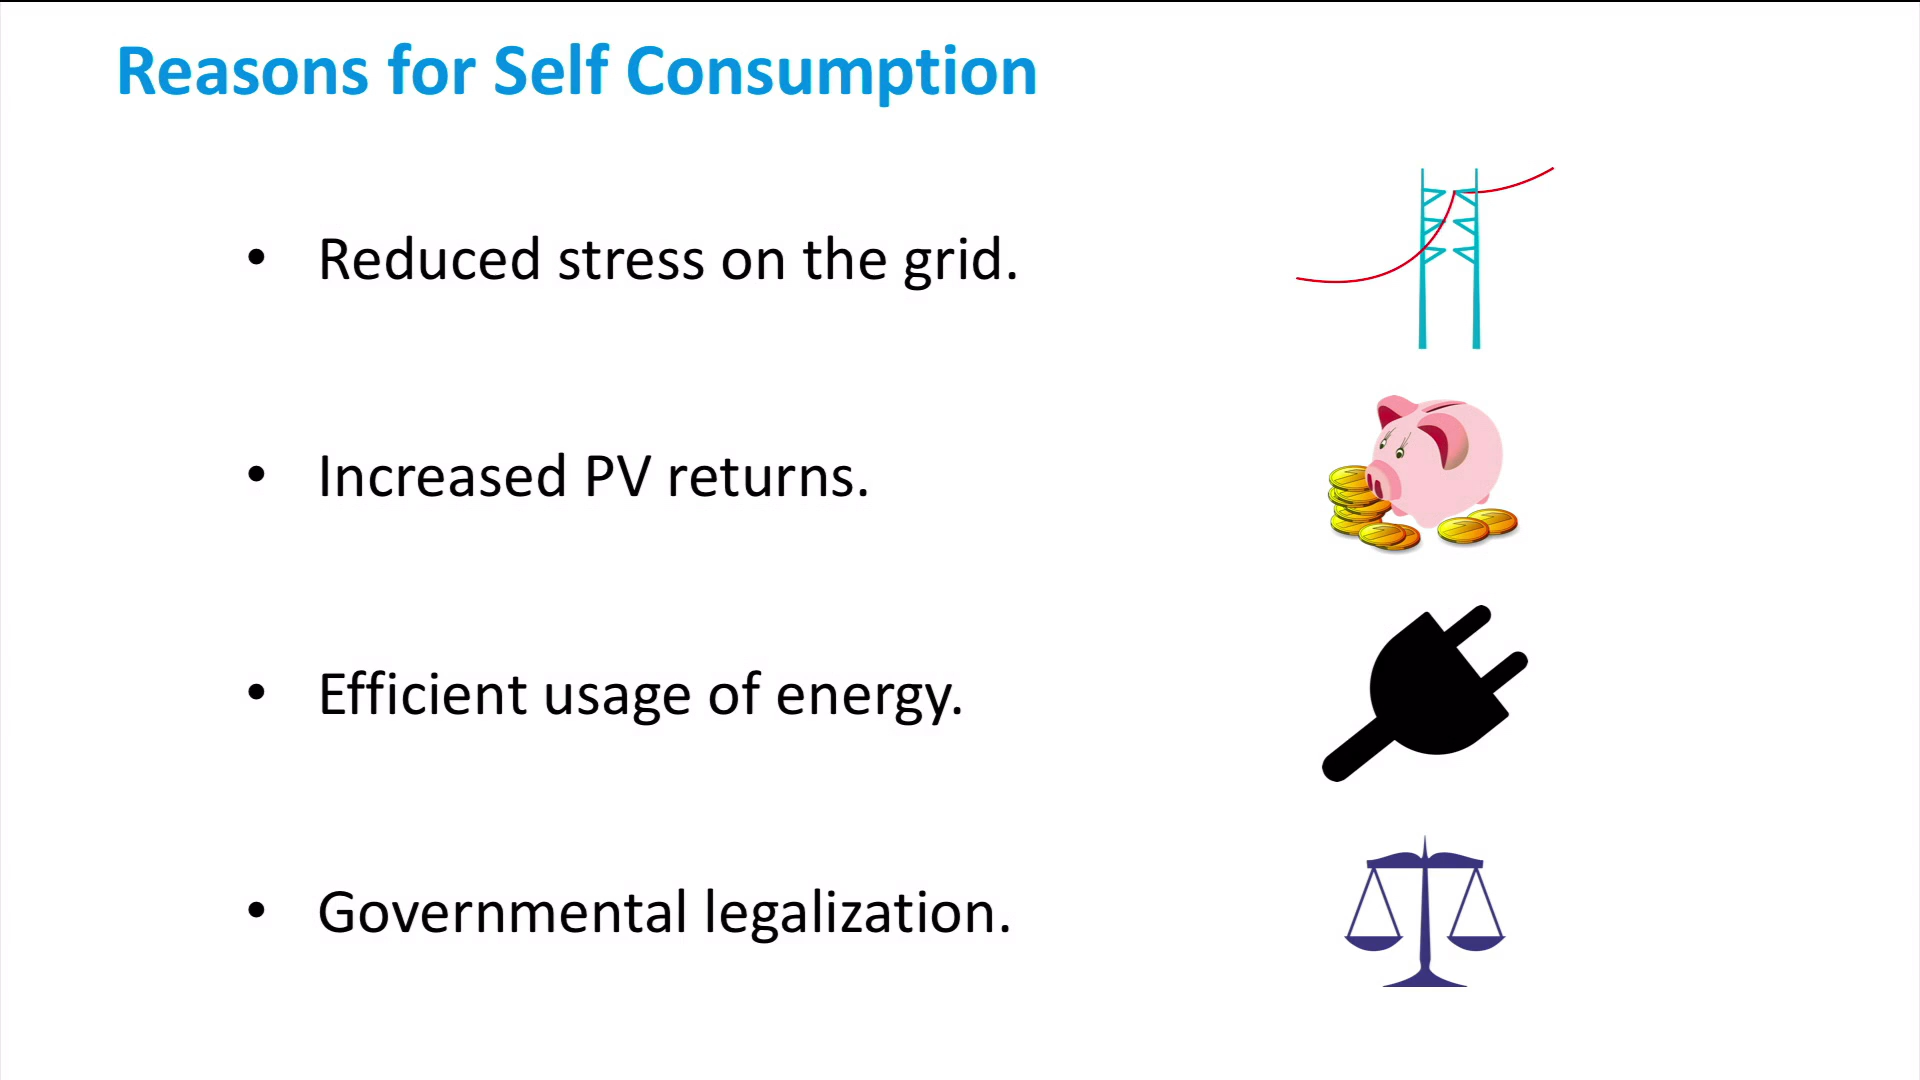 Reasons for Self Consumption
• Reduced stress on the grid.
• Increased PV returns.
• Efficient usage of energy.
• Governmental legalization.